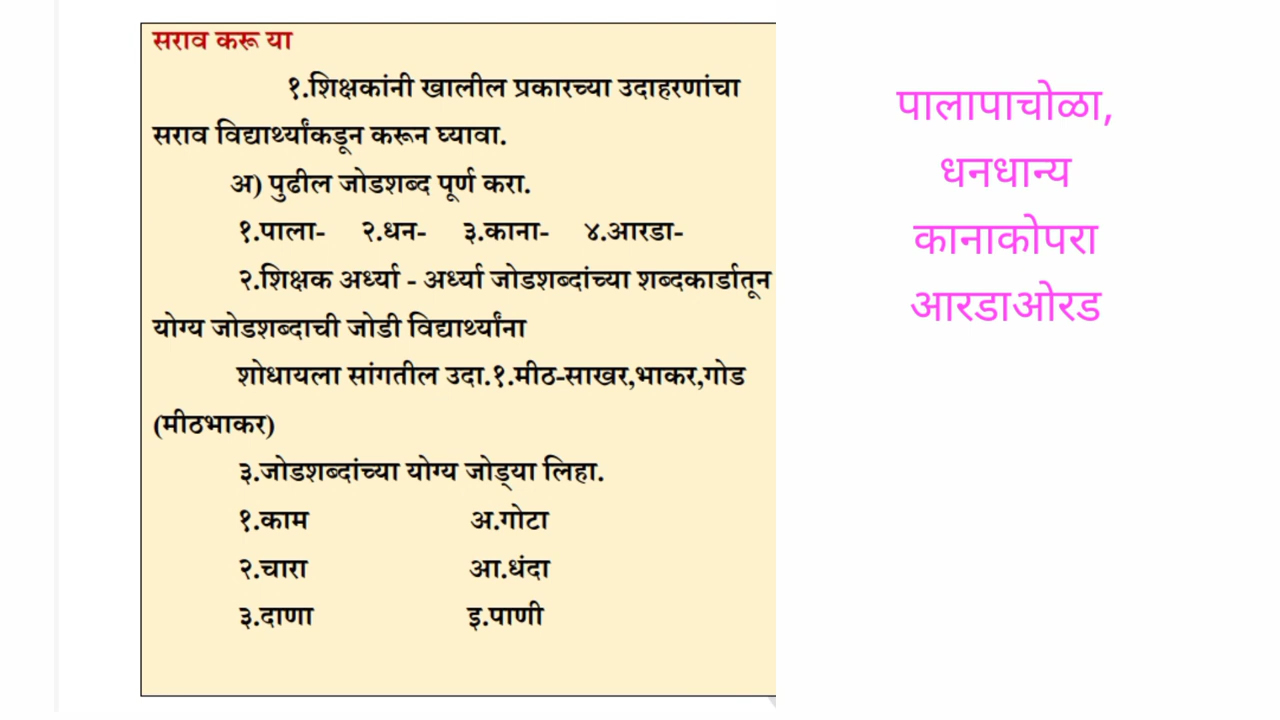 सराव करू या
१.शिक्षकांनी खालील प्रकारच्या उदाहरणांचा
सराव विद्यार्थ्यांकडून करून घ्यावा.
अ) पुढील जोडशब्द पूर्ण करा.
१.पाला- २.धन- ३.काना- ४.आरडा-
२.शिक्षक अर्ध्या - अर्ध्या जोडशब्दांच्या शब्दकार्डातून
योग्य जोडशब्दाची जोडी विद्यार्थ्यांना
शोधायला सांगतील उदा.१.मीठ-साखर,भाकर,गोड
(मीठभाकर)
३.जोडशब्दांच्या योग्य जोड्या लिहा.
१.काम अ.गोटा
२.चारा आ.धंदा
३.दाणा इ.पाणी
पालापाचोळा,
धनधान्य
कानाकोपरा
आरडाओरड